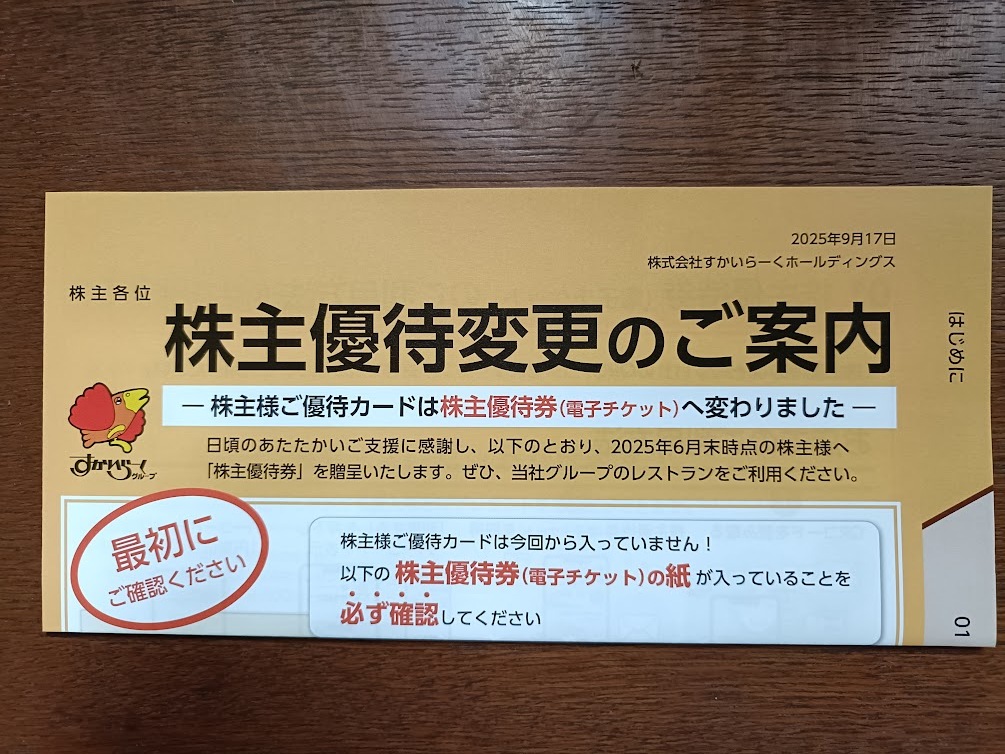 2025年9月17日
株式会社すかいらーくホールディングス
株主各位
株主優待変更のご案内
― 株主様ご優待カードは株主優待券(電子チケット)へ変わりました ―
日頃のあたたかいご支援に感謝し、以下のとおり、2025年6月末時点の株主様へ
「株主優待券」を贈呈いたします。ぜひ、当社グループのレストランをご利用ください。
すかいらーく
グループ
最初に
ご確認ください
株主様ご優待カードは今回から入っていません！
以下の 株主優待券(電子チケット)の紙 が入っていることを
必ず確認してください
はじめに
01